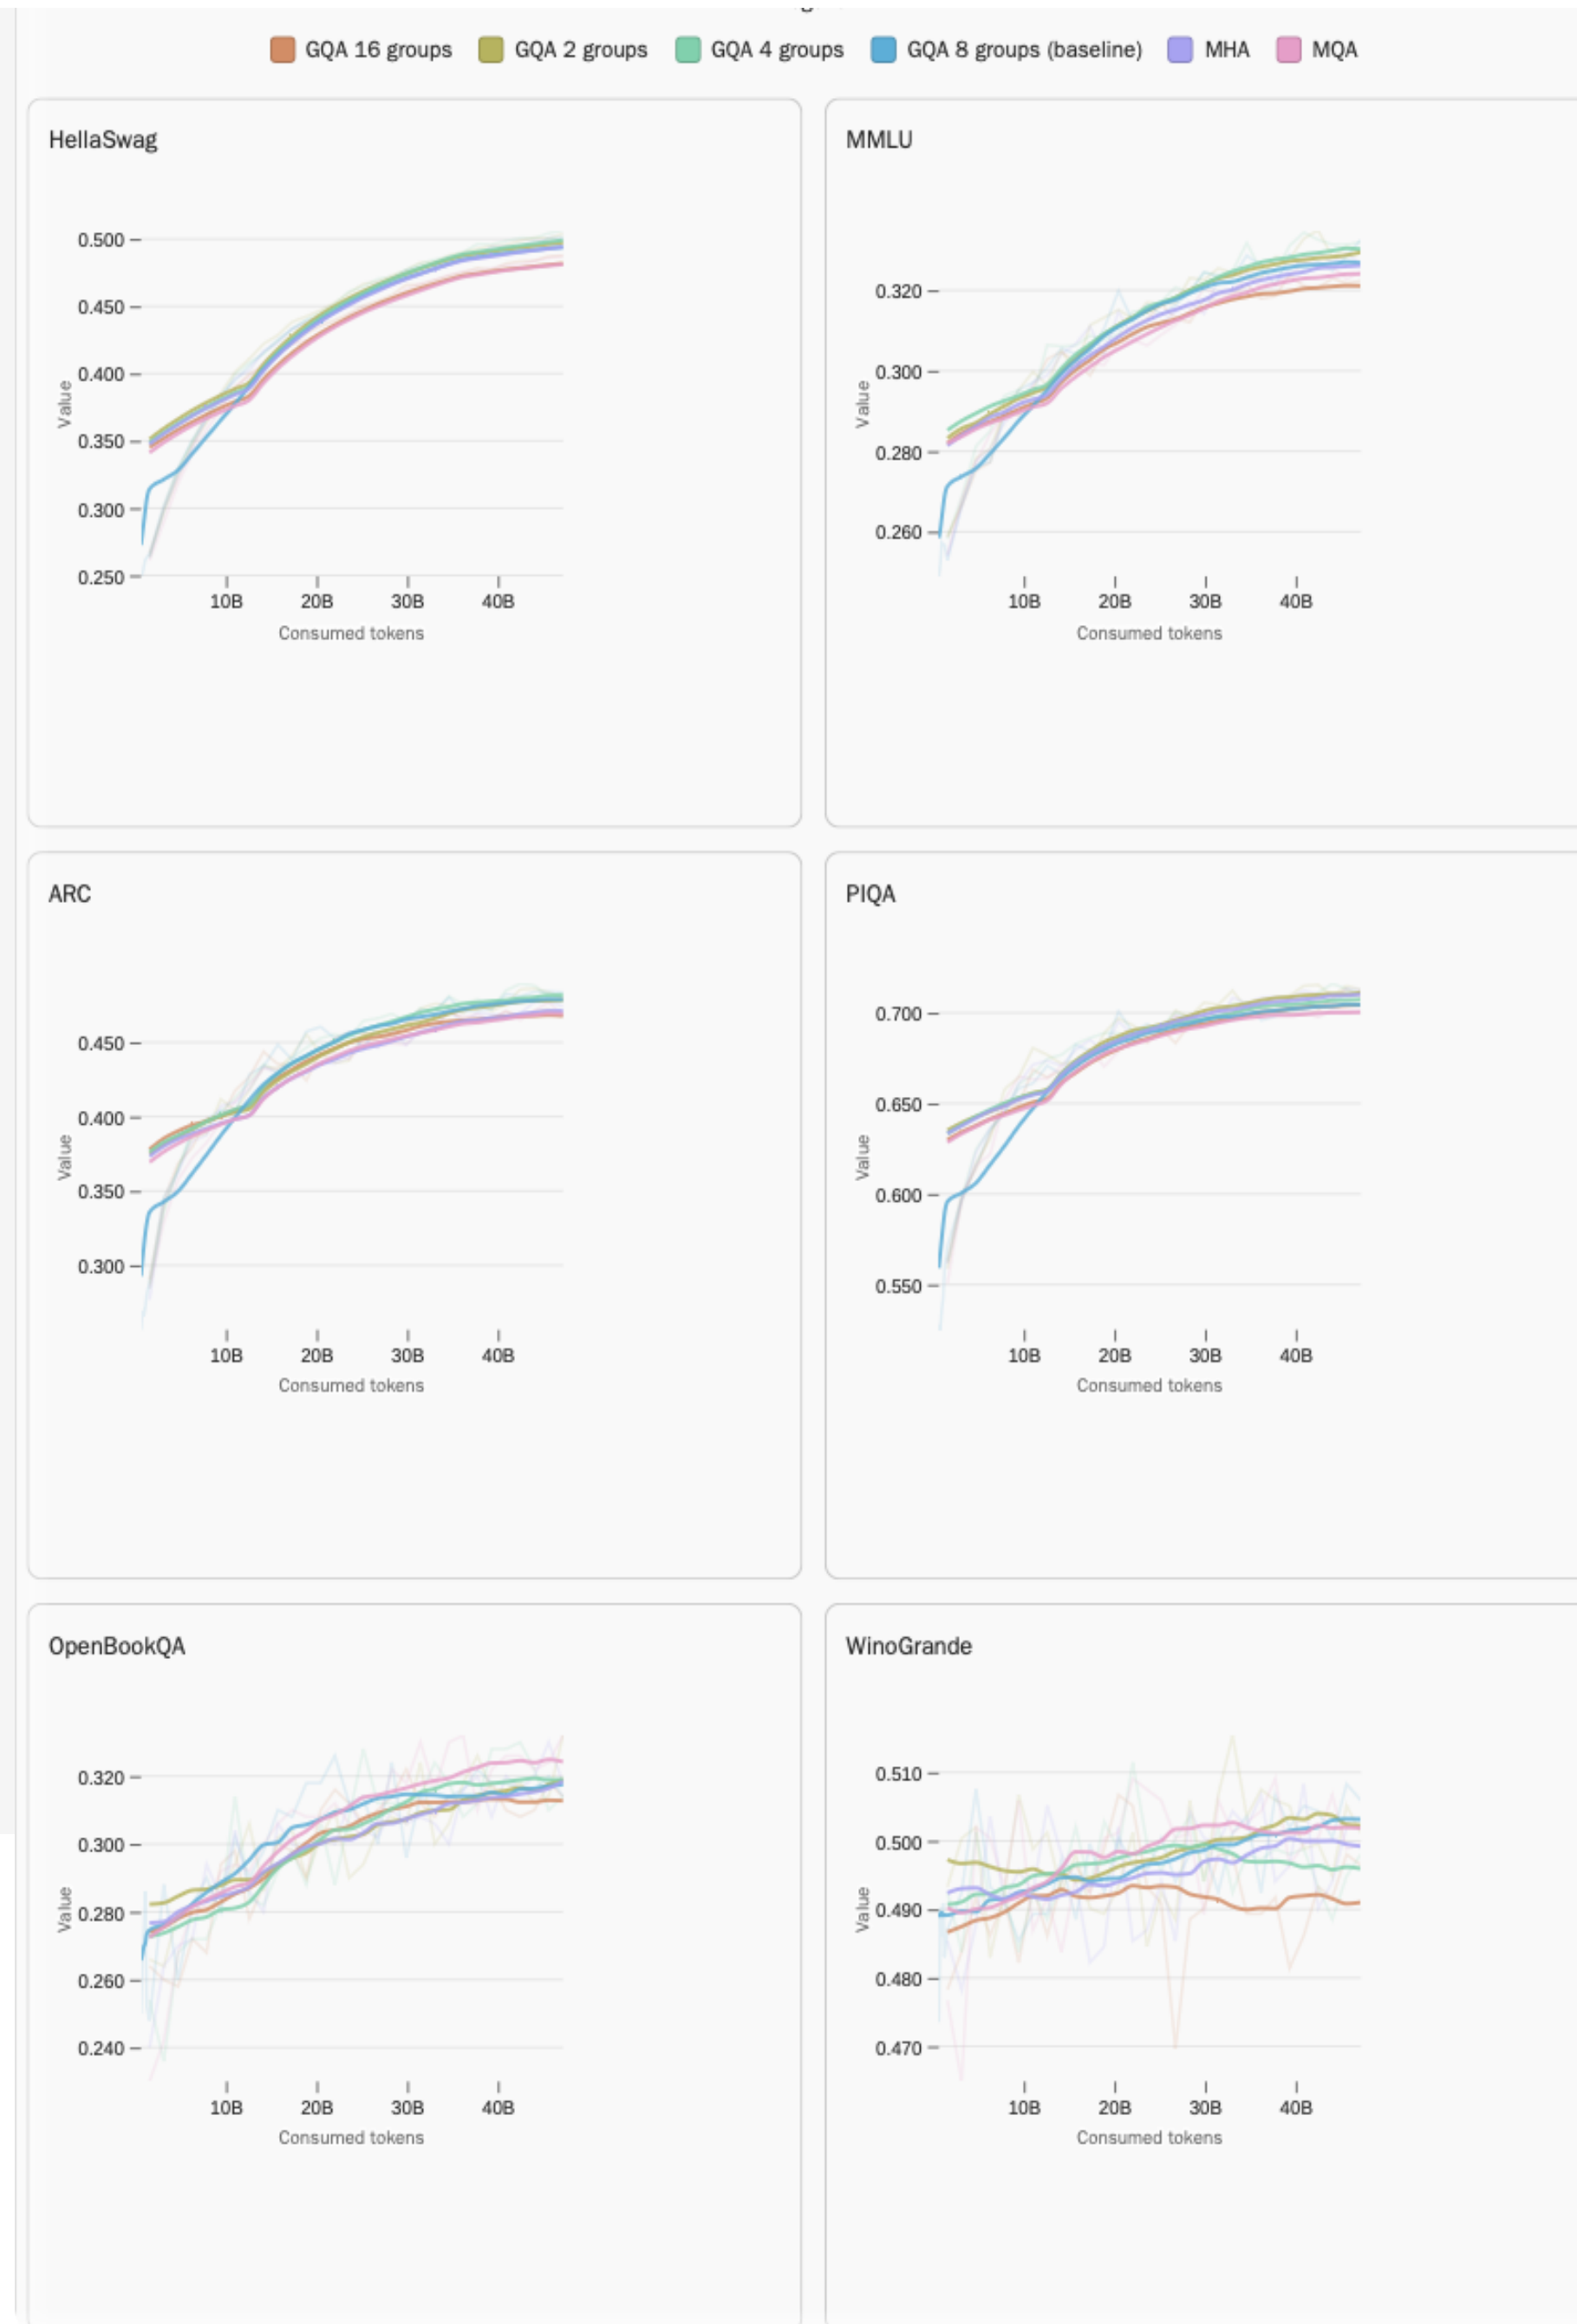 GQA 16 groups GQA 2 groups GQA 4 groups GQA 8 groups (baseline) MHA MQA
HellaSwag
0.500
0.450
0.400
0.350
0.300
0.250
Value
10B 20B 30B 40B
Consumed tokens
MMLU
0.320
0.300
0.280
0.260
Value
10B 20B 30B 40B
Consumed tokens
ARC
0.450
0.400
0.350
0.300
Value
10B 20B 30B 40B
Consumed tokens
PIQA
0.700
0.650
0.600
0.550
Value
10B 20B 30B 40B
Consumed tokens
OpenBookQA
0.320
0.300
0.280
0.260
0.240
Value
10B 20B 30B 40B
Consumed tokens
WinoGrande
0.510
0.500
0.490
0.480
0.470
Value
10B 20B 30B 40B
Consumed tokens